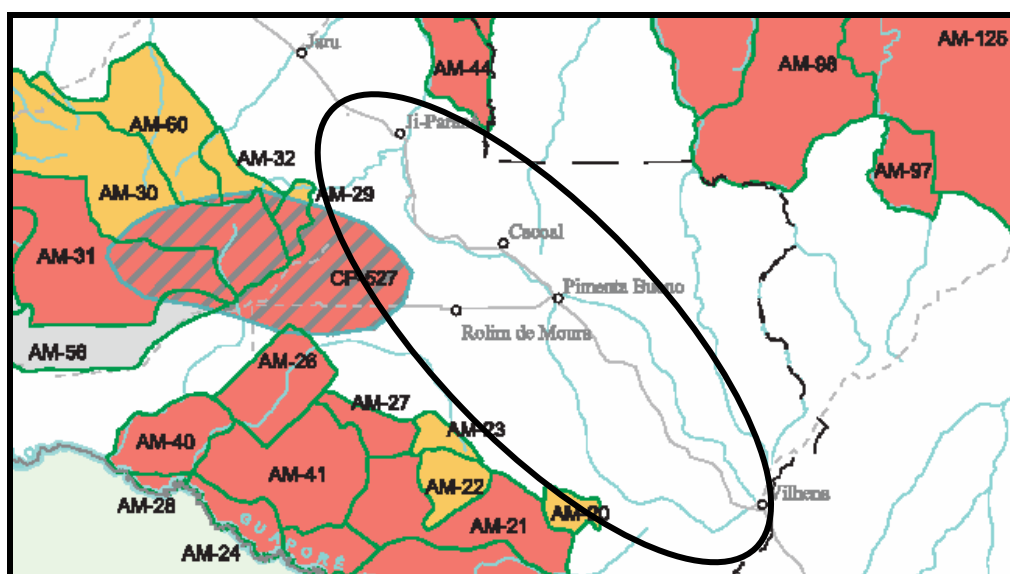 Jaru
AM-44
AM-98
AM-125
AM-60
Ji-Paraná
AM-32
AM-97
AM-30
AM-29
AM-31
Cacoal
CP-527
Pimenta Bueno
Rolim de Moura
AM-56
AM-26
AM-27
AM-23
AM-40
AM-41
AM-22
Vilhena
AM-28
AM-20
AM-21
GUAPORÉ
AM-24